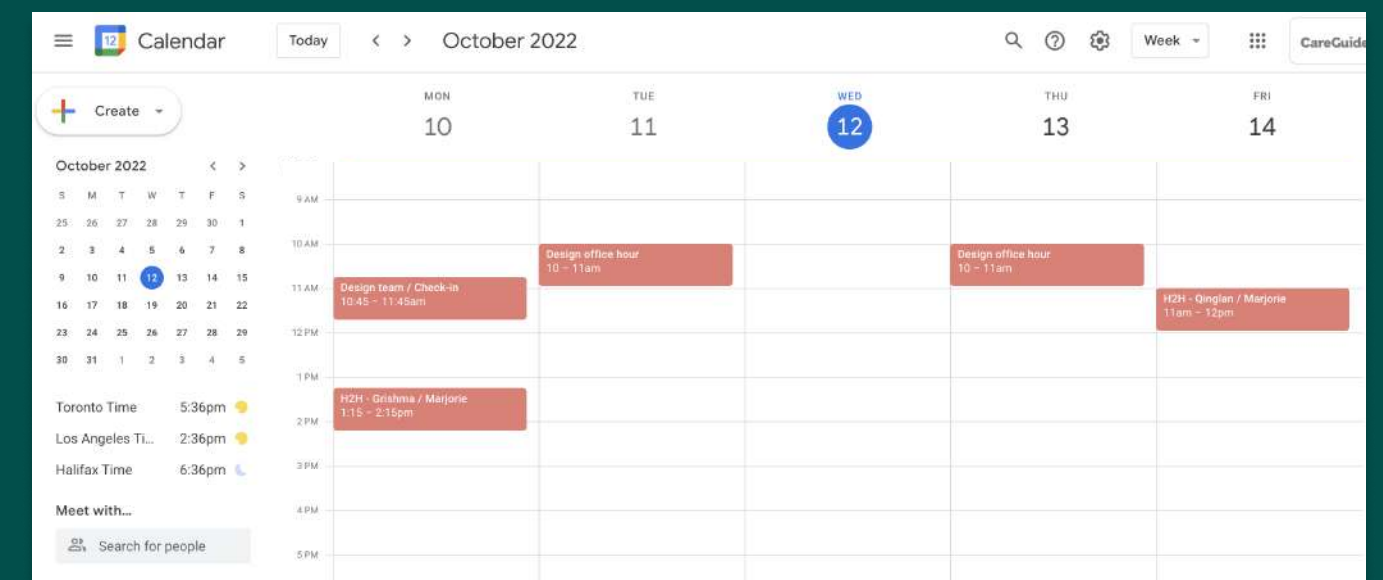 12 Calendar Today < > October 2022 Week CareGuide
Create
MON TUE WED THU FRI
10 11 12 13 14
October 2022 < >
S M T W T F S
25 26 27 28 29 30 1
2 3 4 5 6 7 8
9 10 11 12 13 14 15
16 17 18 19 20 21 22
23 24 25 26 27 28 29
30 31 1 2 3 4 5
Toronto Time 5:36pm
Los Angeles Ti... 2:36pm
Halifax Time 6:36pm
Meet with...
Search for people
9 AM
10 AM
11 AM
12 PM
1 PM
2 PM
3 PM
4 PM
5 PM
Design team / Check-in
10:45 – 11:45am
H2H - Grishma / Marjorie
1:15 – 2:15pm
Design office hour
10 – 11am
Design office hour
10 – 11am
H2H - Qinglan / Marjorie
11am – 12pm